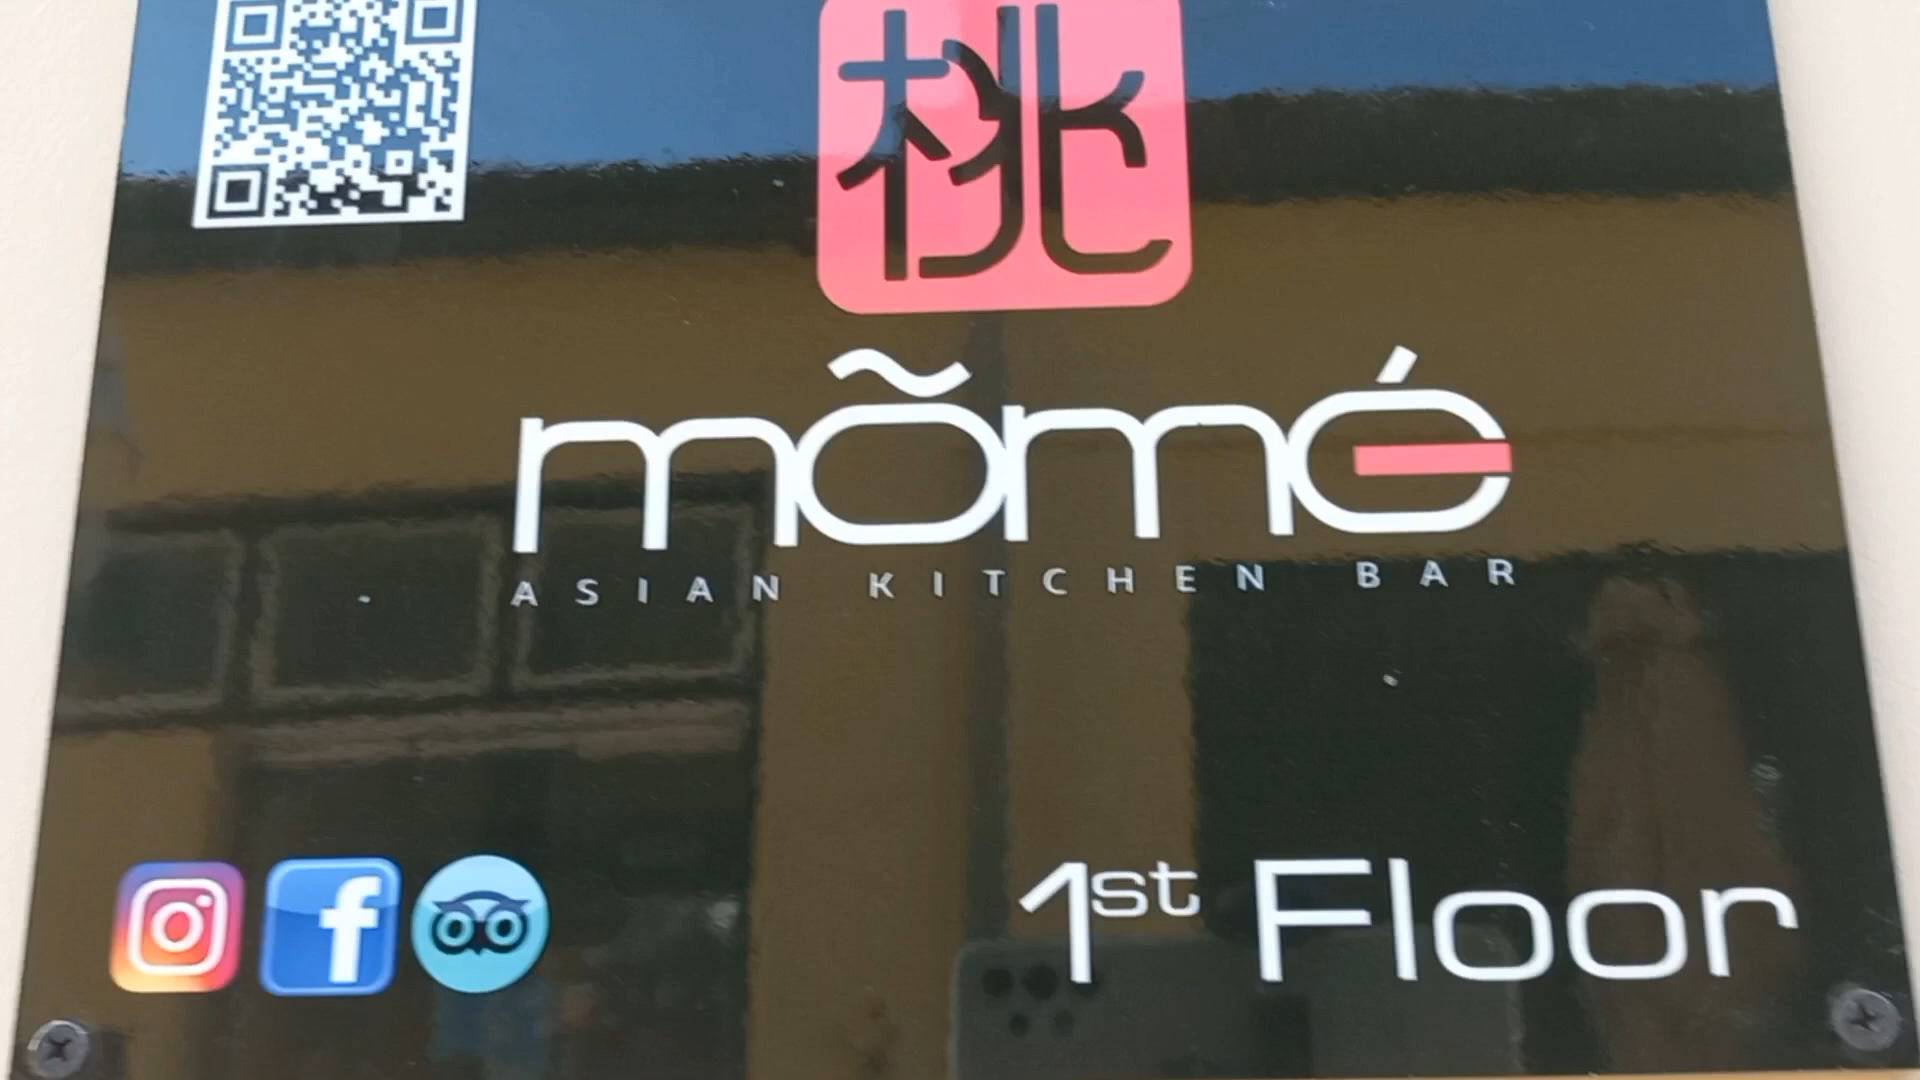 桃
mõmé
ASIAN KITCHEN BAR
1st Floor